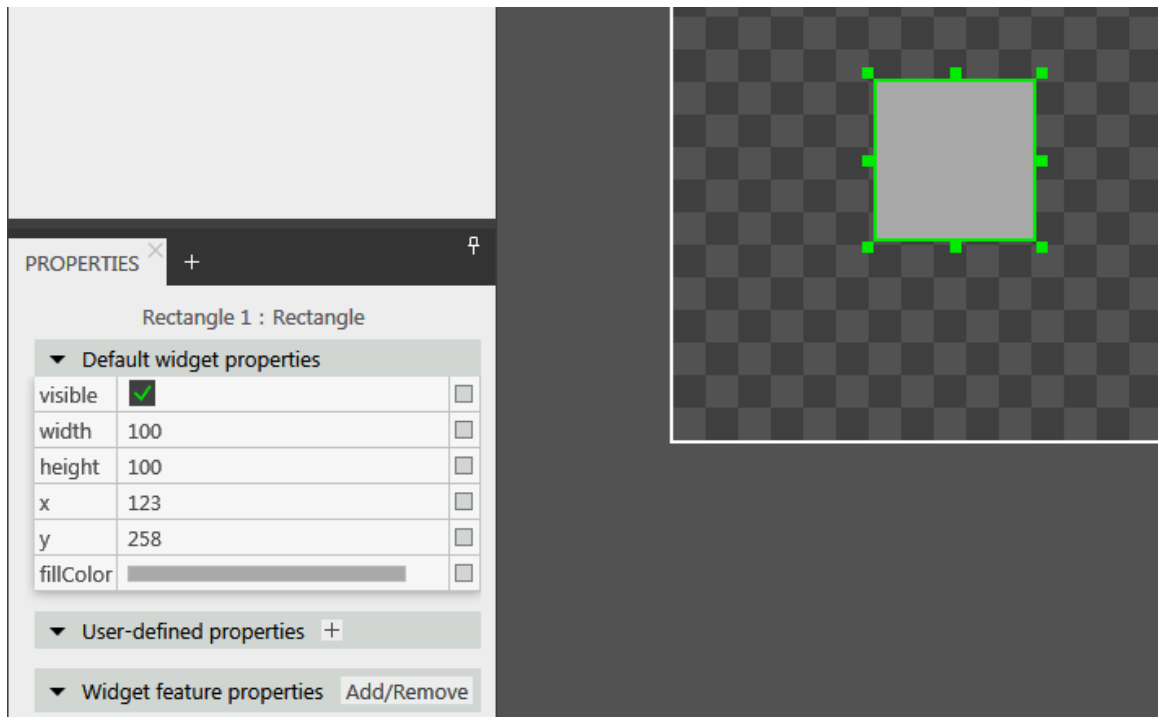 PROPERTIES +
Rectangle 1 : Rectangle
Default widget properties
visible
width 100
height 100
x 123
y 258
fillColor
User-defined properties +
Widget feature properties Add/Remove